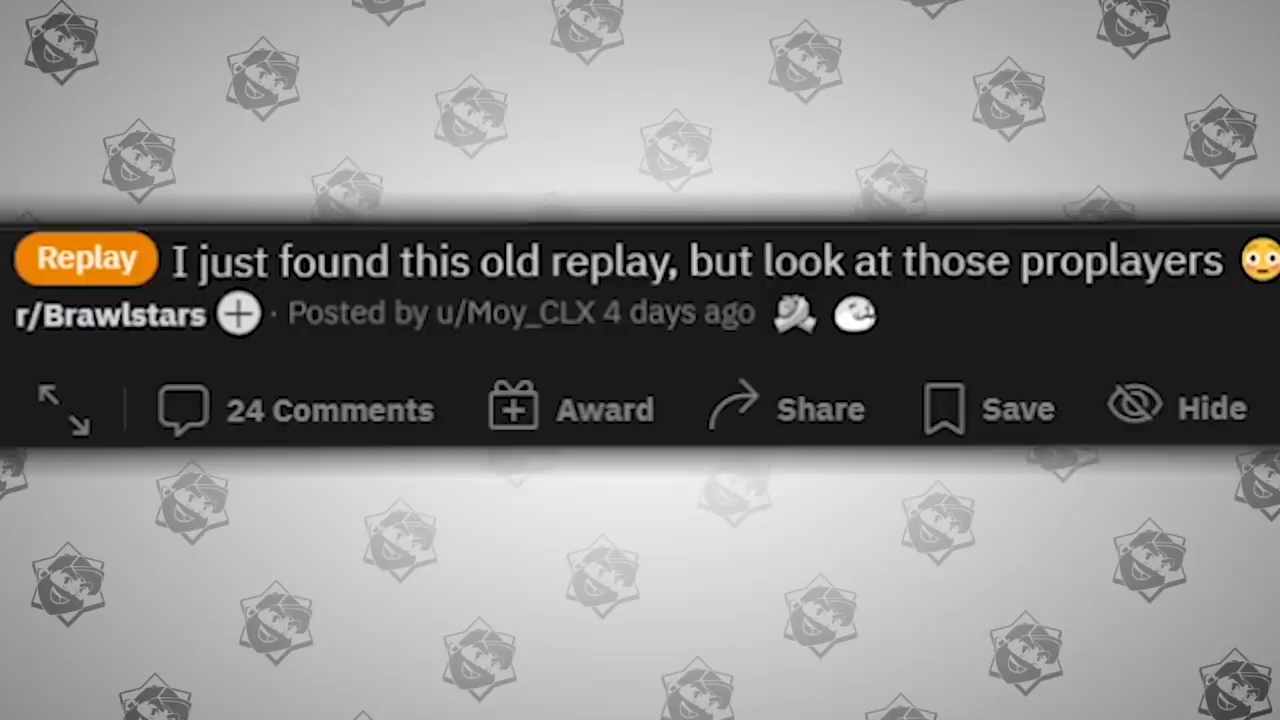 Replay I just found this old replay, but look at those proplayers 😳
r/Brawlstars · Posted by u/Moy_CLX 4 days ago
24 Comments Award Share Save Hide